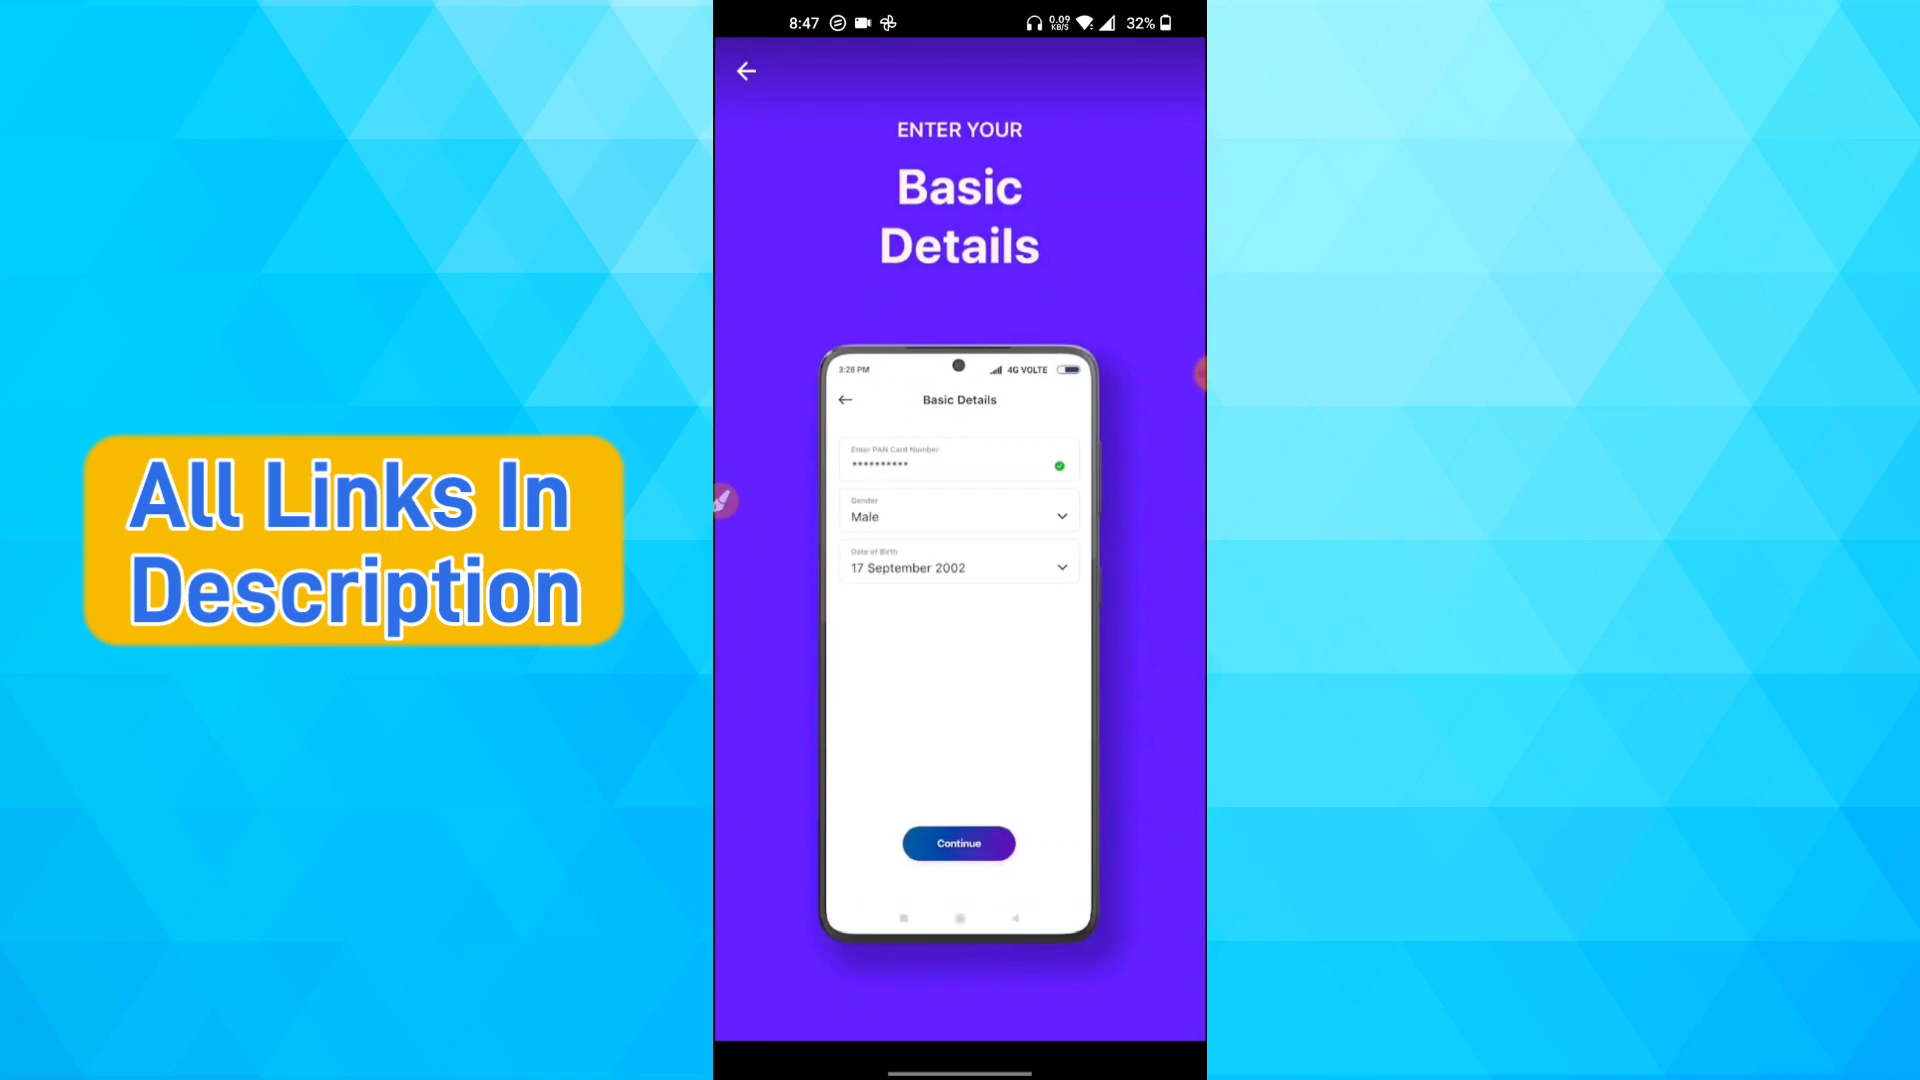 8:47
0.09
KB/S
32%
ENTER YOUR
Basic
Details
3:28 PM
4G VOLTE
Basic Details
Enter PAN Card Number
**********
Gender
Male
Date of Birth
17 September 2002
Continue
All Links In
Description